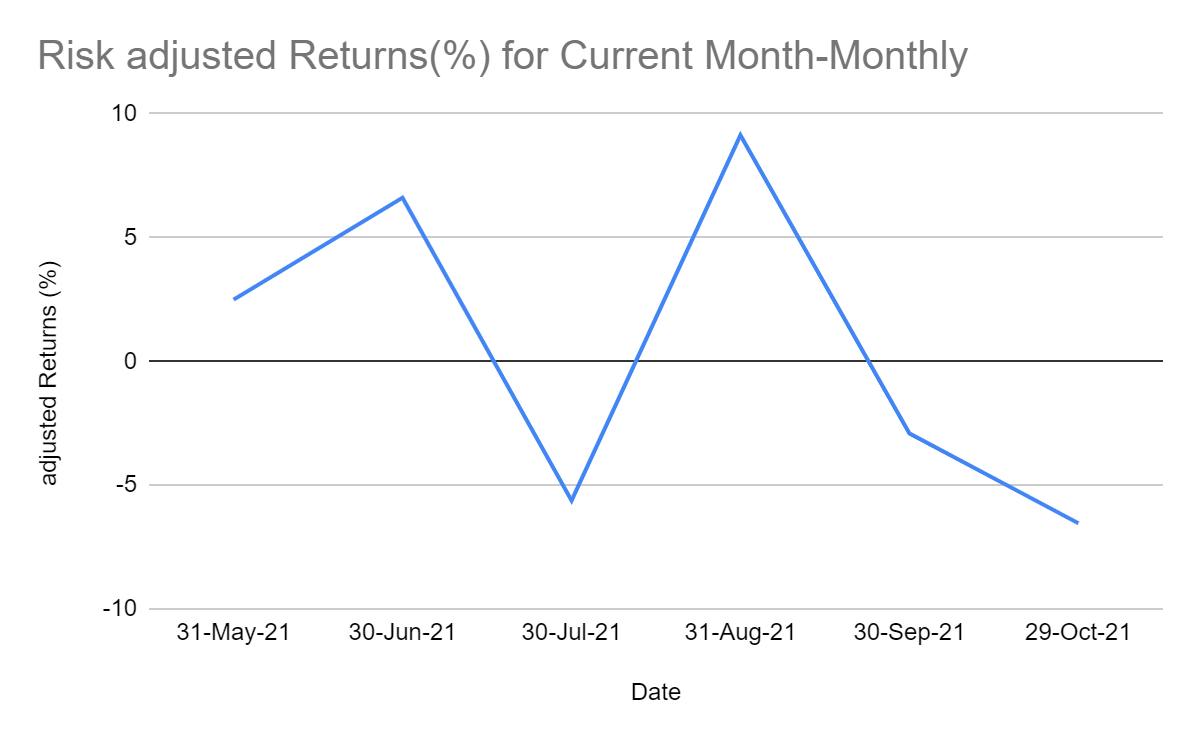 Risk adjusted Returns(%) for Current Month-Monthly
10
5
0
-5
-10
adjusted Returns (%)
31-May-21
30-Jun-21
30-Jul-21
31-Aug-21
30-Sep-21
29-Oct-21
Date